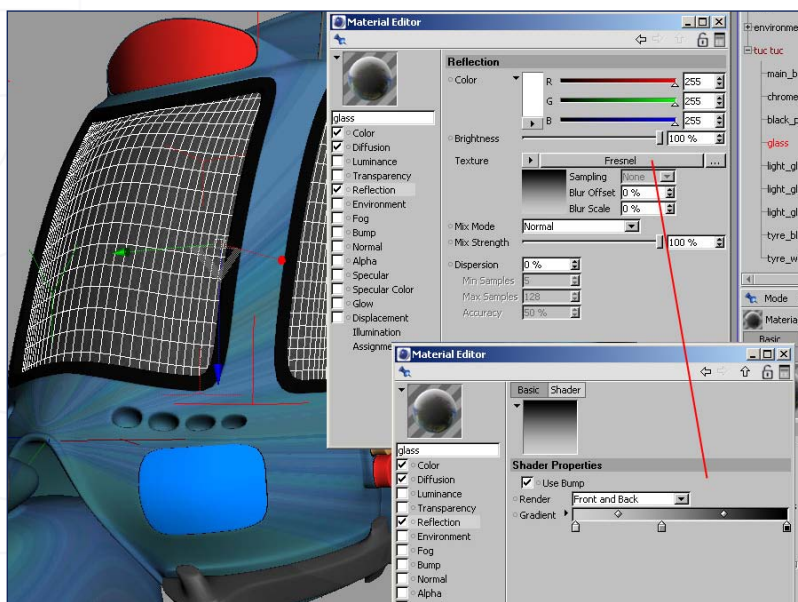 Material Editor
glass
Color
Diffusion
Luminance
Transparency
Reflection
Environment
Fog
Bump
Normal
Alpha
Specular
Specular Color
Glow
Displacement
Illumination
Reflection
Color
R 255
G 255
B 255
Brightness 100 %
Texture Fresnel ...
Sampling None
Blur Offset 0 %
Blur Scale 0 %
Mix Mode Normal
Mix Strength 100 %
Dispersion 0 %
Min Samples 5
Max Samples 128
Accuracy 50 %
tuc tuc
glass
Mode
Basic
Material Editor
glass
Color
Diffusion
Luminance
Transparency
Reflection
Environment
Fog
Bump
Normal
Alpha
Basic Shader
Shader Properties
Use Bump
Render Front and Back
Gradient